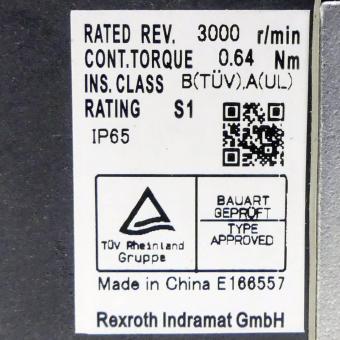 RATED REV. 3000 r/min
CONT.TORQUE 0.64 Nm
INS.CLASS B(TÜV),A(UL)
RATING S1
IP65
TÜV Rheinland
Gruppe
BAUART
GEPRÜFT
TYPE
APPROVED
Made in China E166557
Rexroth Indramat GmbH